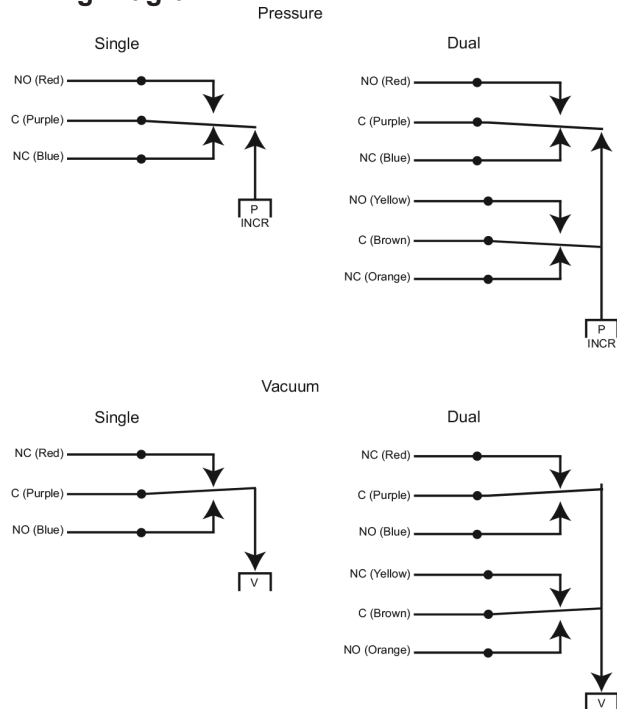 Pressure
Single
NO (Red)
C (Purple)
NC (Blue)
P
INCR
Dual
NO (Red)
C (Purple)
NC (Blue)
NO (Yellow)
C (Brown)
NC (Orange)
P
INCR
Vacuum
Single
NC (Red)
C (Purple)
NO (Blue)
V
Dual
NC (Red)
C (Purple)
NO (Blue)
NC (Yellow)
C (Brown)
NO (Orange)
V